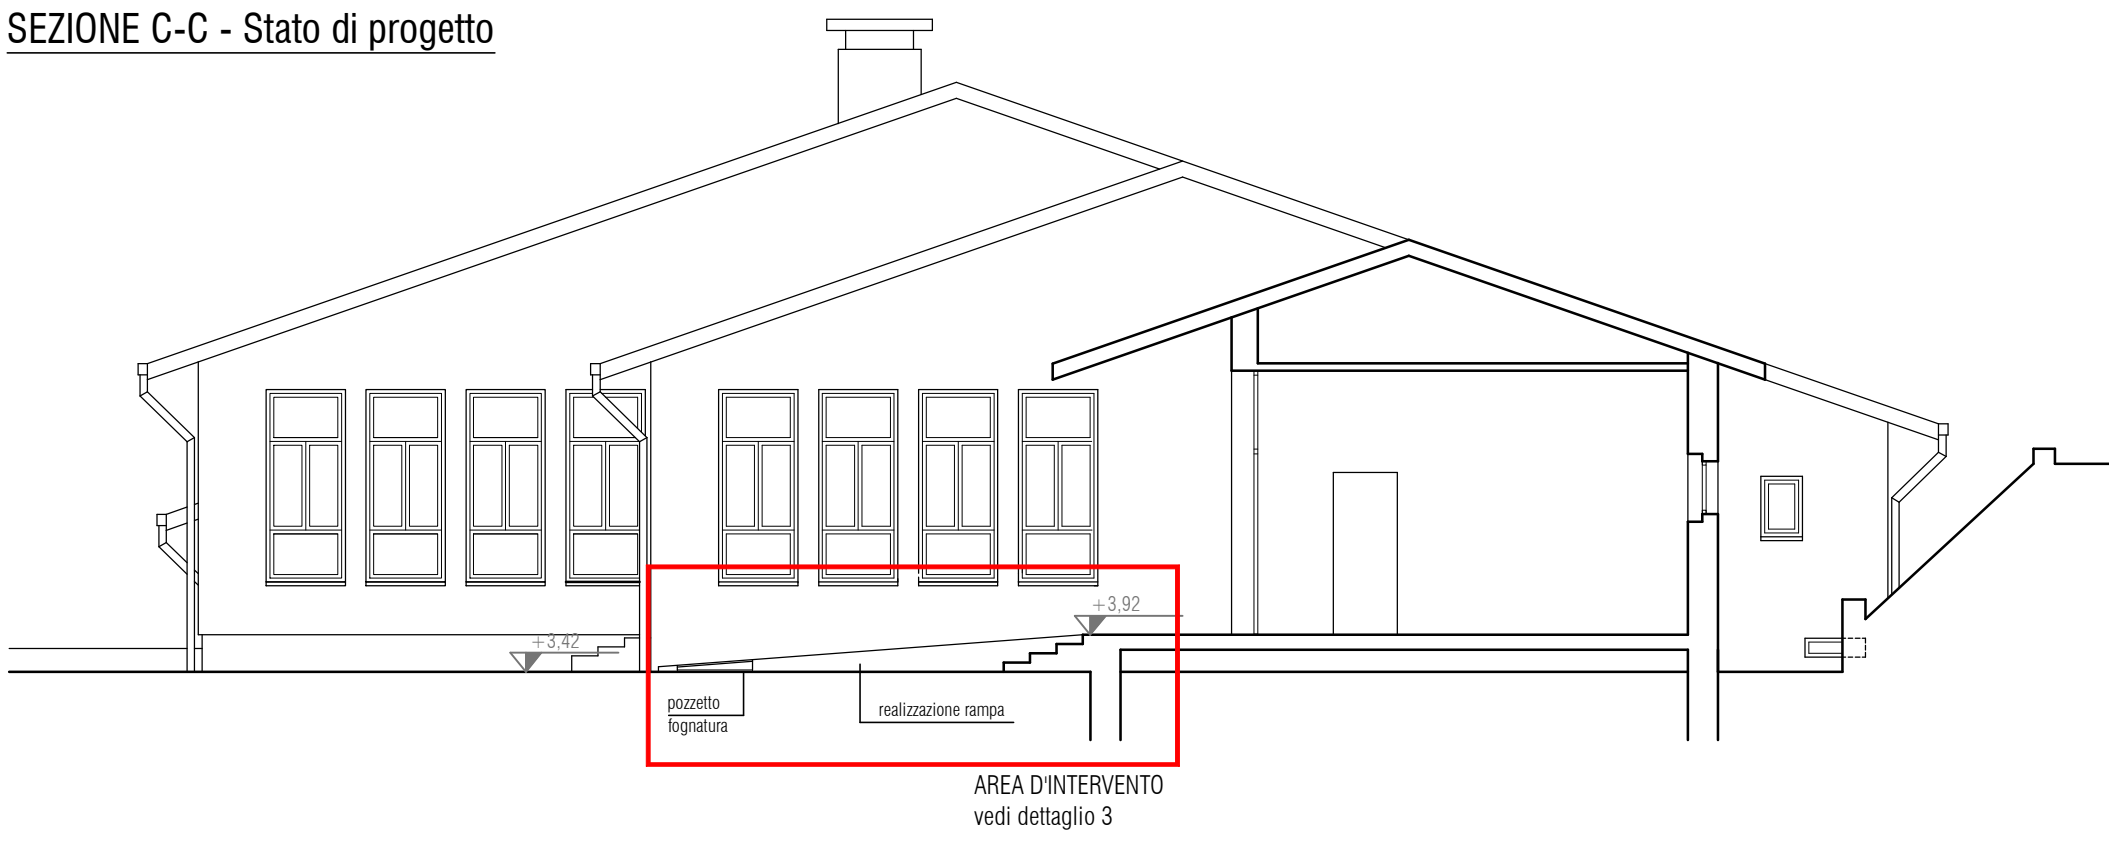 SEZIONE C-C - Stato di progetto
+3,92
+3,42
pozzetto
fognatura
realizzazione rampa
AREA D'INTERVENTO
vedi dettaglio 3